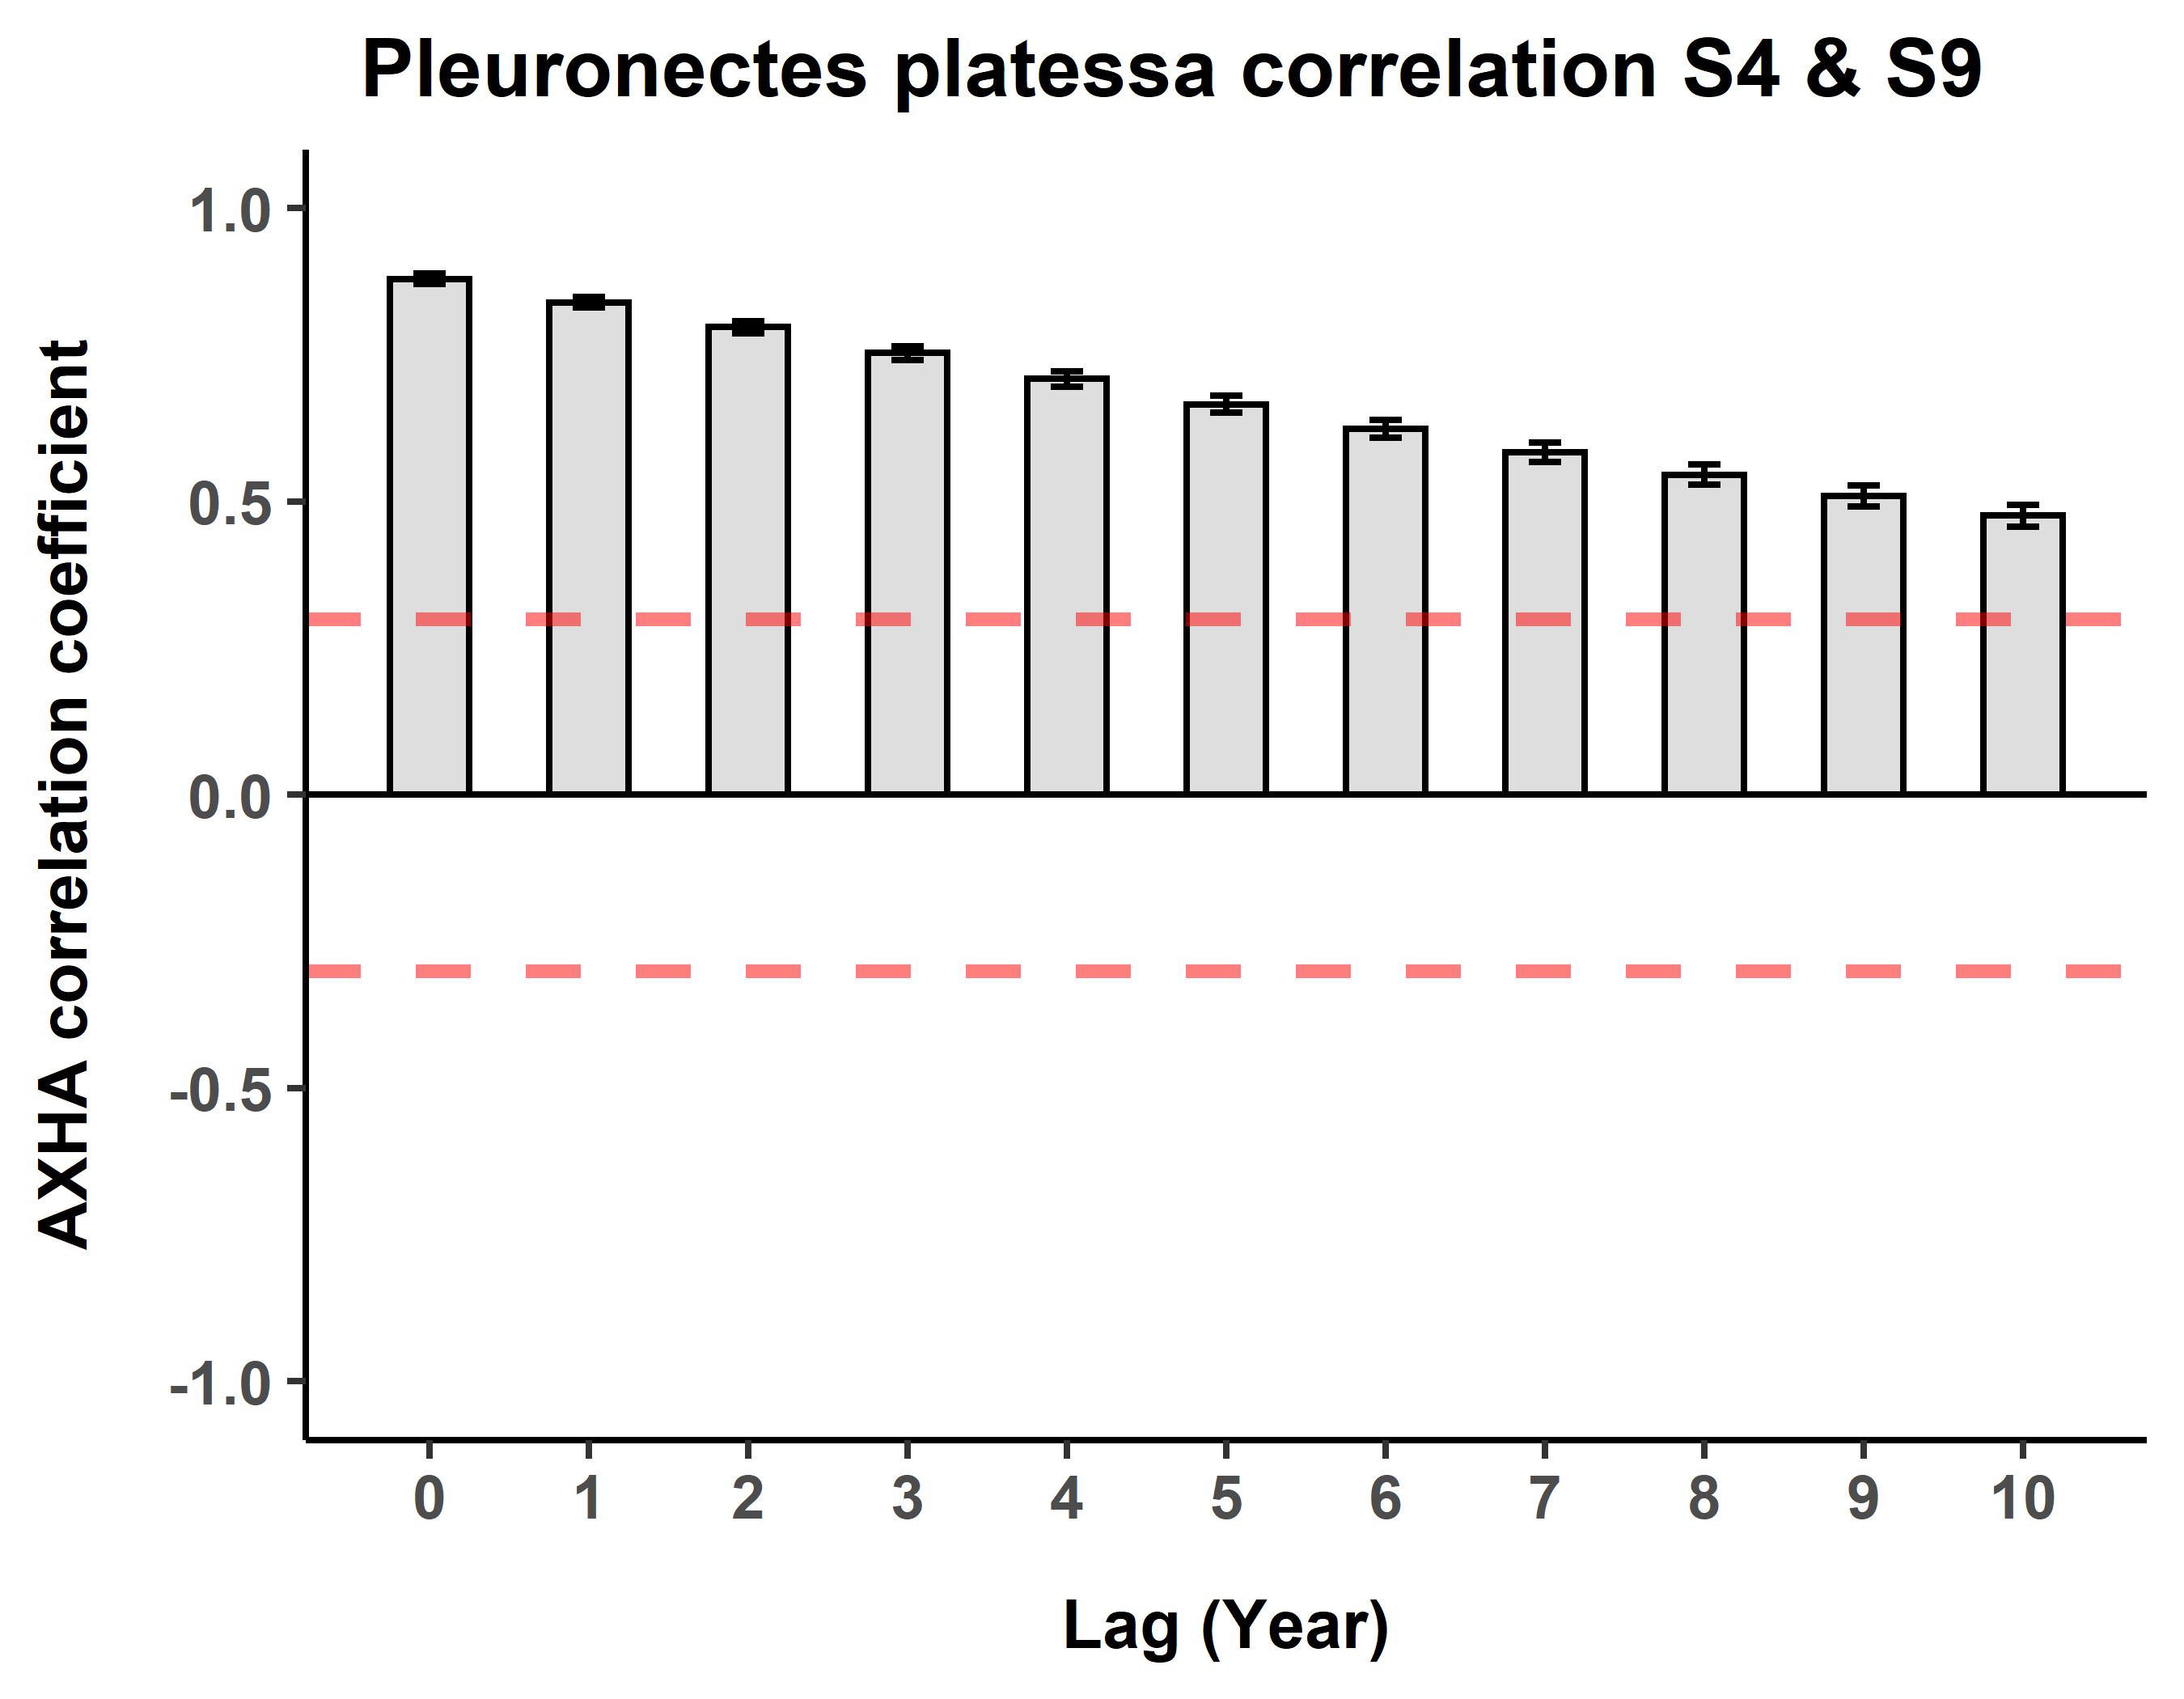 Pleuronectes platessa correlation S4 & S9
AXHA correlation coefficient
1.0
0.5
0.0
-0.5
-1.0
0 1 2 3 4 5 6 7 8 9 10
Lag (Year)